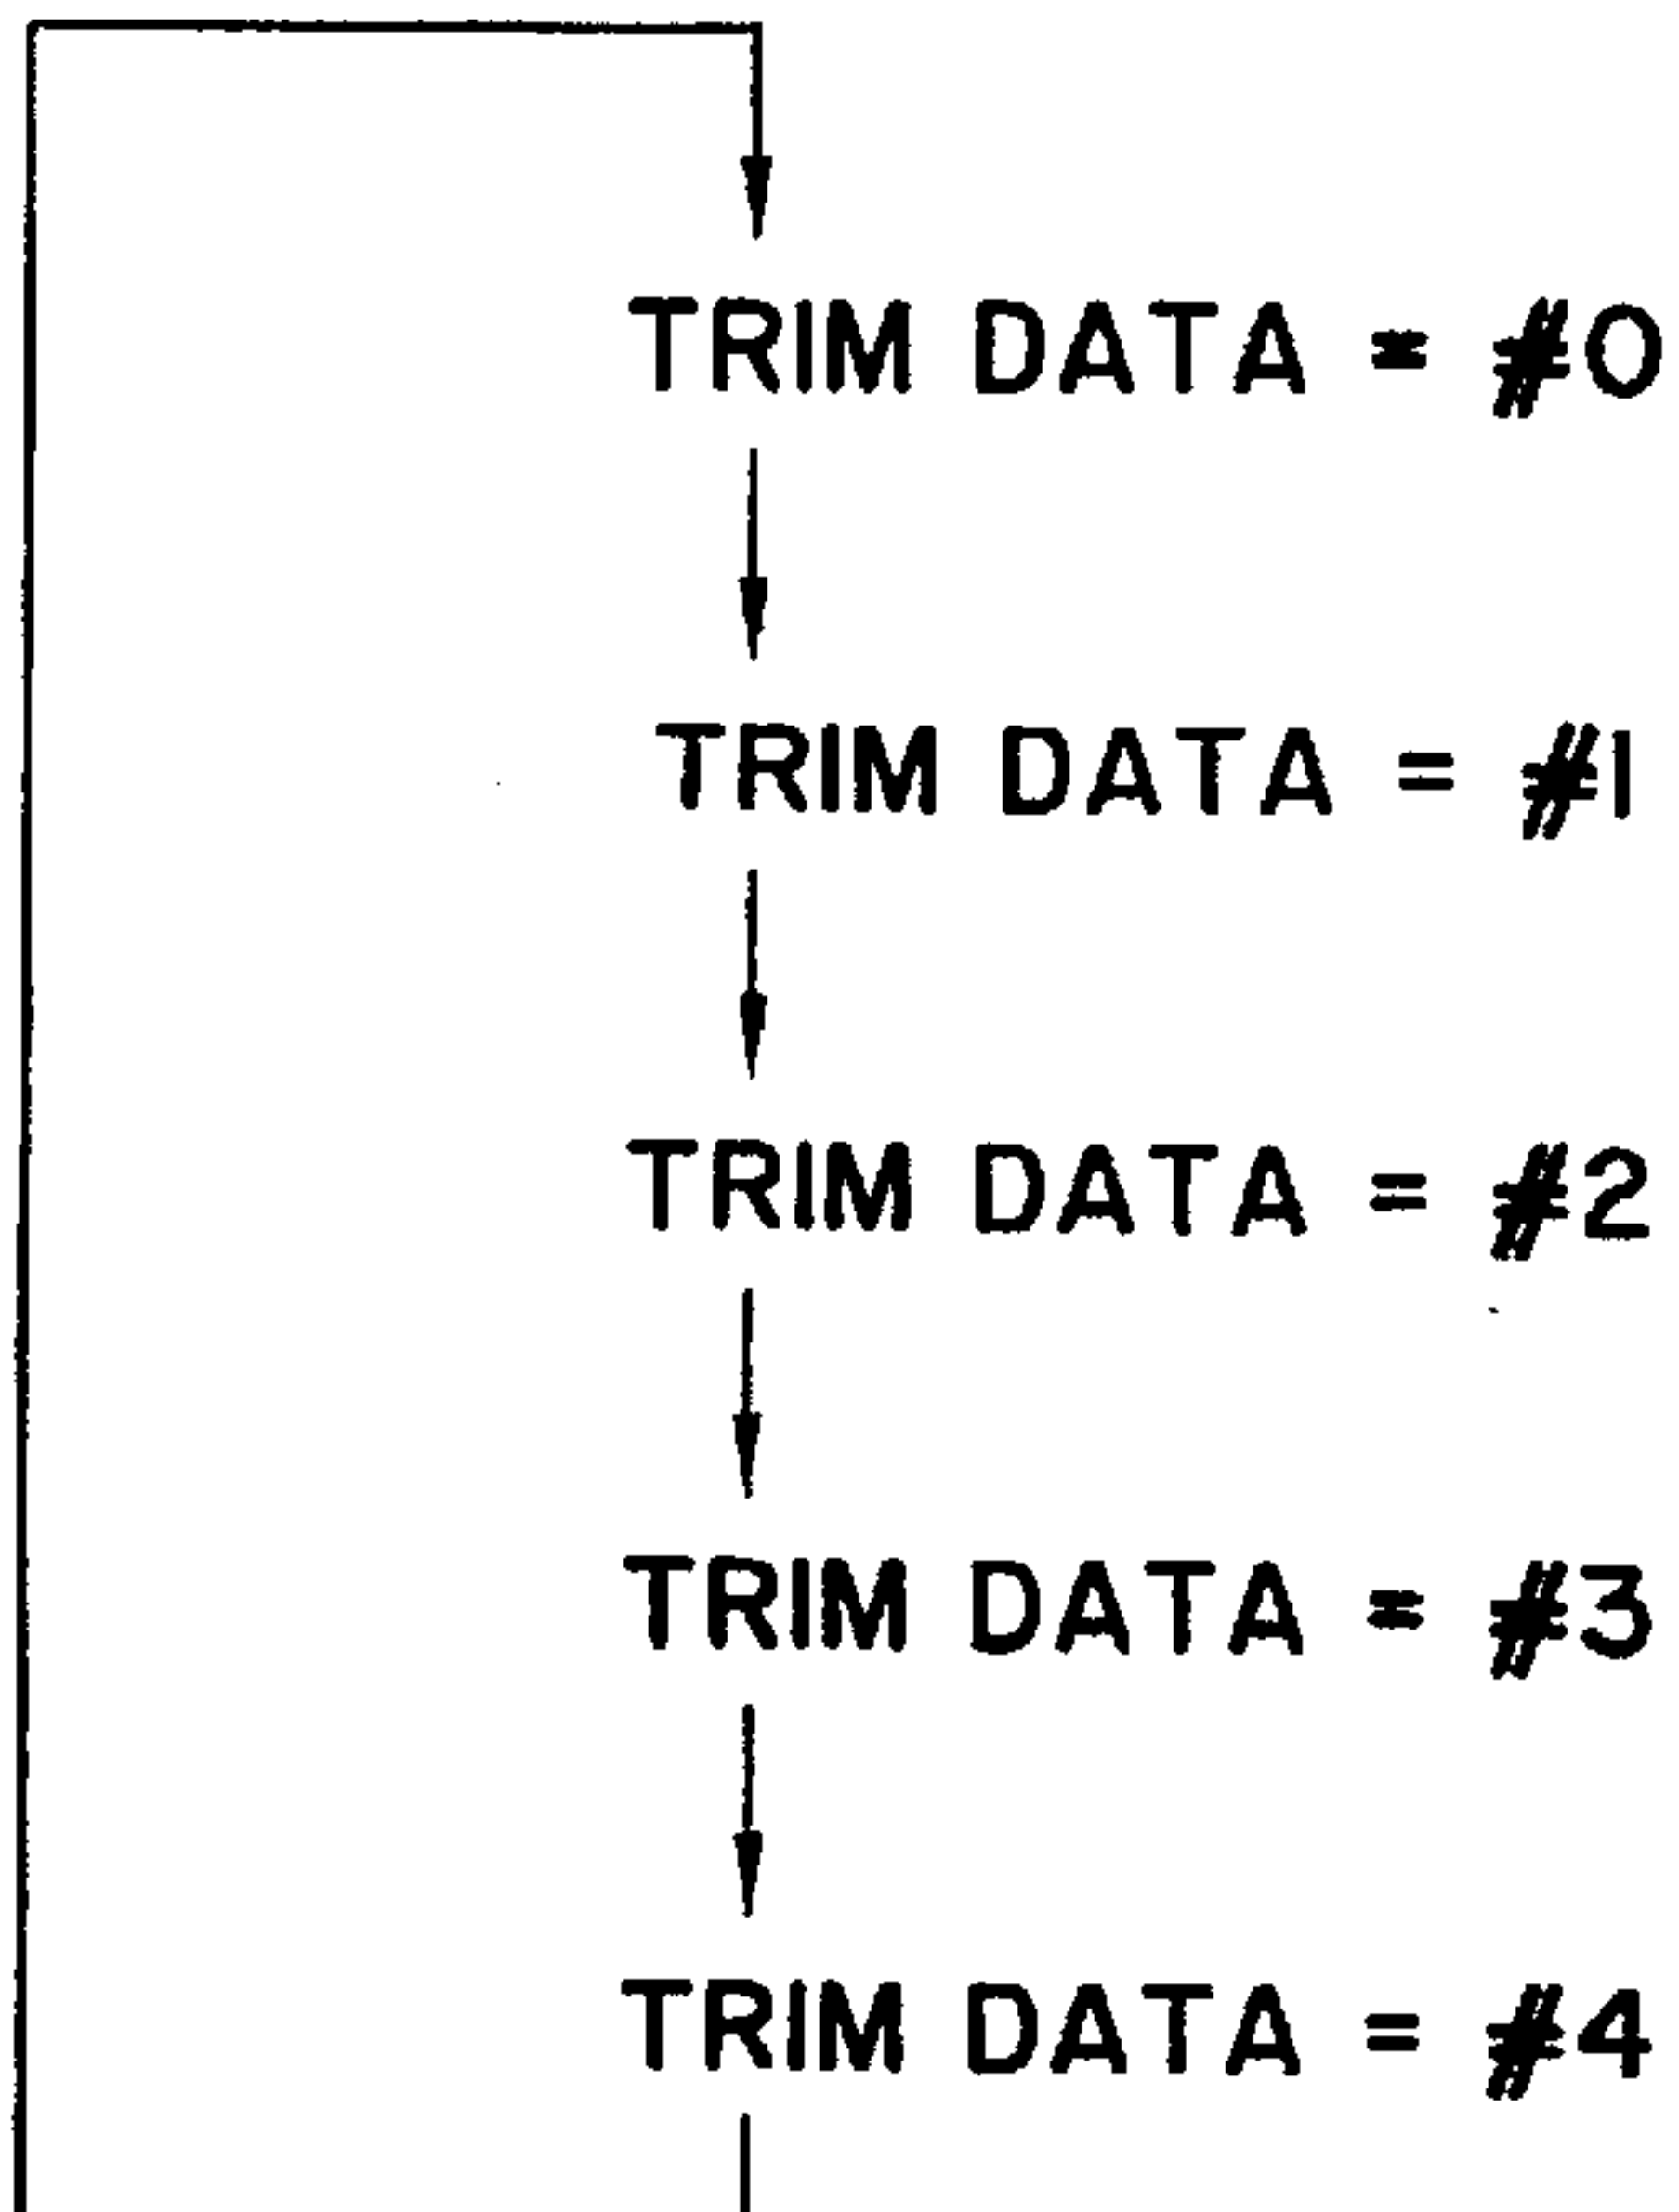 TRIM DATA = #0
TRIM DATA = #1
TRIM DATA = #2
TRIM DATA = #3
TRIM DATA = #4